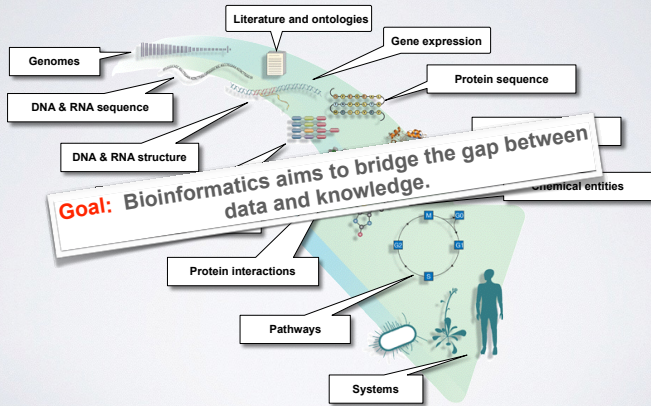 Literature and ontologies
Gene expression
Genomes
Protein sequence
DNA & RNA sequence
DNA & RNA structure
Goal: Bioinformatics aims to bridge the gap between
data and knowledge.
Chemical entities
Protein interactions
M
G0
G2
G1
S
Pathways
Systems